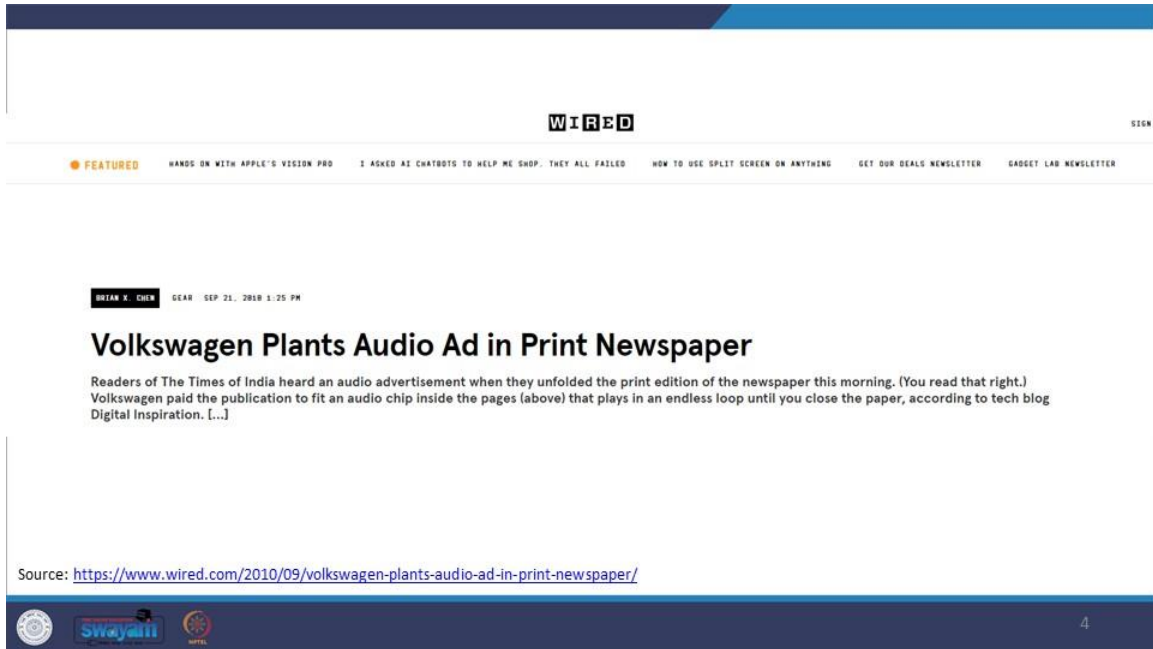 WIRED
SIGN
FEATURED HANDS ON WITH APPLE'S VISION PRO I ASKED AI CHATBOTS TO HELP ME SHOP. THEY ALL FAILED HOW TO USE SPLIT SCREEN ON ANYTHING GET OUR DEALS NEWSLETTER GADGET LAB NEWSLETTER
BRIAN X. CHEN GEAR SEP 21, 2010 1:25 PM
Volkswagen Plants Audio Ad in Print Newspaper
Readers of The Times of India heard an audio advertisement when they unfolded the print edition of the newspaper this morning. (You read that right.)
Volkswagen paid the publication to fit an audio chip inside the pages (above) that plays in an endless loop until you close the paper, according to tech blog
Digital Inspiration. [...]
Source: https://www.wired.com/2010/09/volkswagen-plants-audio-ad-in-print-newspaper/
swayam
NPTEL
4